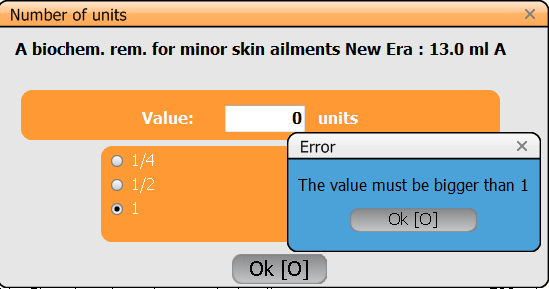 Number of units
A biochem. rem. for minor skin ailments New Era : 13.0 ml A
Value: 0 units
1/4
1/2
1
Error
The value must be bigger than 1
Ok [O]
Ok [O]